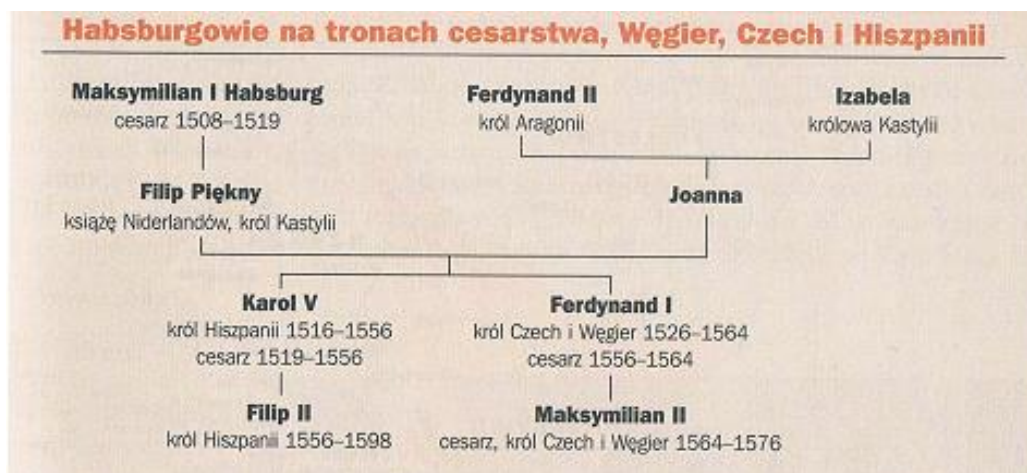 Habsburgowie na tronach cesarstwa, Węgier, Czech i Hiszpanii
Maksymilian I Habsburg
cesarz 1508–1519
Ferdynand II
król Aragonii
Izabela
królowa Kastylii
Filip Piękny
książę Niderlandów, król Kastylii
Joanna
Karol V
król Hiszpanii 1516–1556
cesarz 1519–1556
Ferdynand I
król Czech i Węgier 1526–1564
cesarz 1556–1564
Filip II
król Hiszpanii 1556–1598
Maksymilian II
cesarz, król Czech i Węgier 1564–1576